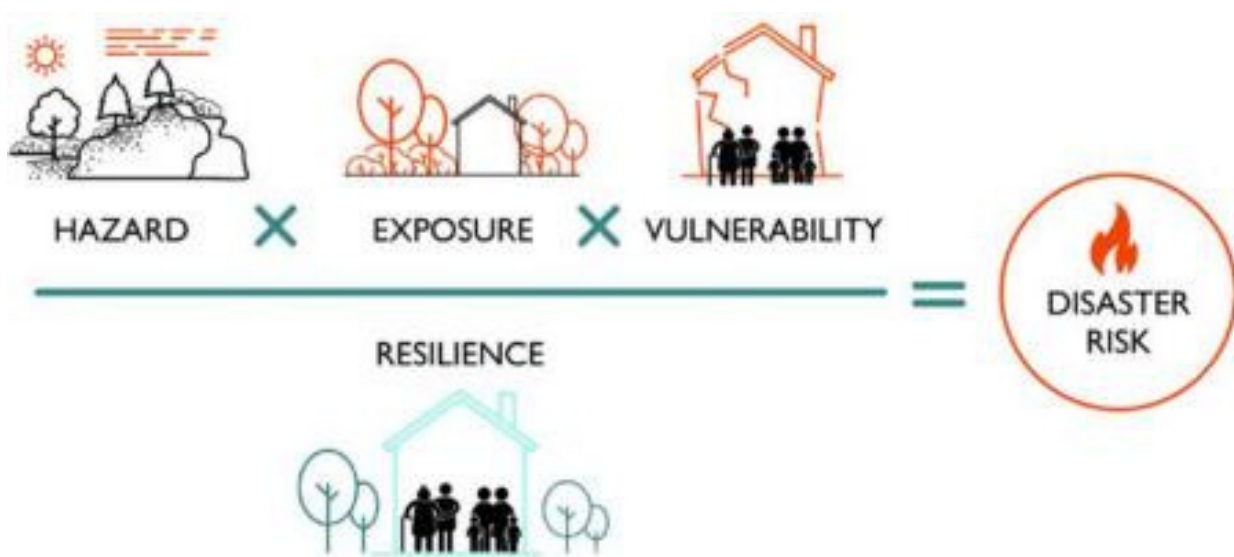 HAZARD × EXPOSURE × VULNERABILITY
=
DISASTER
RISK
RESILIENCE